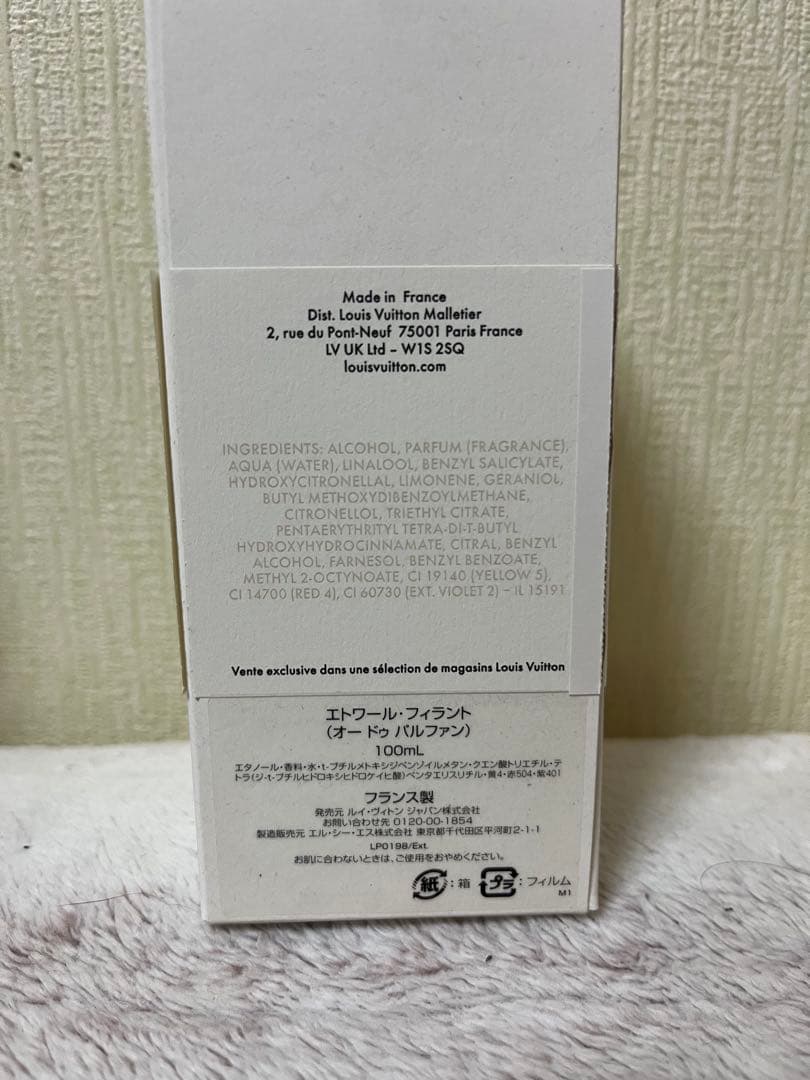 Made in France
Dist. Louis Vuitton Malletier
2, rue du Pont-Neuf 75001 Paris France
LV UK Ltd – W1S 2SQ
louisvuitton.com
INGREDIENTS: ALCOHOL, PARFUM (FRAGRANCE),
AQUA (WATER), LINALOOL, BENZYL SALICYLATE,
HYDROXYCITRONELLAL, LIMONENE, GERANIOL,
BUTYL METHOXYDIBENZOYLMETHANE,
CITRONELLOL, TRIETHYL CITRATE,
PENTAERYTHRITYL TETRA-DI-T-BUTYL
HYDROXYHYDROCINNAMATE, CITRAL, BENZYL
ALCOHOL, FARNESOL, BENZYL BENZOATE,
METHYL 2-OCTYNOATE, CI 19140 (YELLOW 5),
CI 14700 (RED 4), CI 60730 (EXT. VIOLET 2) – IL 15191
Vente exclusive dans une sélection de magasins Louis Vuitton
エトワール・フィラント
(オー ドゥ パルファン)
100mL
エタノール・香料・水・t-ブチルメトキシジベンゾイルメタン・クエン酸トリエチル・テ
トラ(ジ-t-ブチルヒドロキシヒドロケイヒ酸)ペンタエリスリチル・黄4・赤504・紫401
フランス製
発売元 ルイ・ヴィトン ジャパン株式会社
お問い合わせ先 0120-00-1854
製造販売元 エル・シー・エス株式会社 東京都千代田区平河町2-1-1
LP0198/Ext.
お肌に合わないときは、ご使用をおやめください。
紙:箱 プラ:フィルム
M1